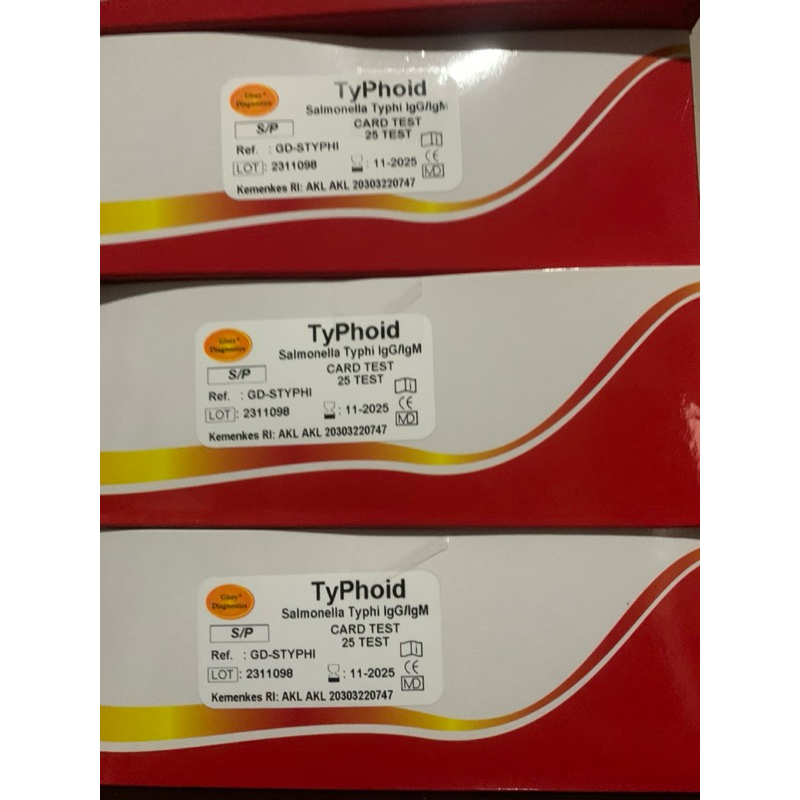 Glory+
Diagnostics
TyPhoid
Salmonella Typhi IgG/IgM
S/P
CARD TEST
25 TEST
Ref. : GD-STYPHI
LOT : 2311098
: 11-2025
CE
MD
Kemenkes RI: AKL AKL 20303220747
Glory+
Diagnostics
TyPhoid
Salmonella Typhi IgG/IgM
S/P
CARD TEST
25 TEST
Ref. : GD-STYPHI
LOT : 2311098
: 11-2025
CE
MD
Kemenkes RI: AKL AKL 20303220747
Glory+
Diagnostics
TyPhoid
Salmonella Typhi IgG/IgM
S/P
CARD TEST
25 TEST
Ref. : GD-STYPHI
LOT : 2311098
: 11-2025
CE
MD
Kemenkes RI: AKL AKL 20303220747